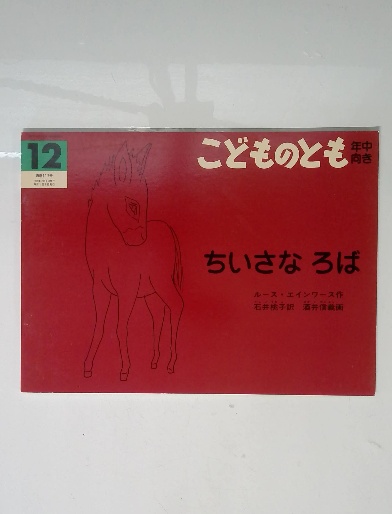 12
こどものとも 年中向き
ちいさな ろば
ルース・エインワース作
石井桃子訳 酒井信義画